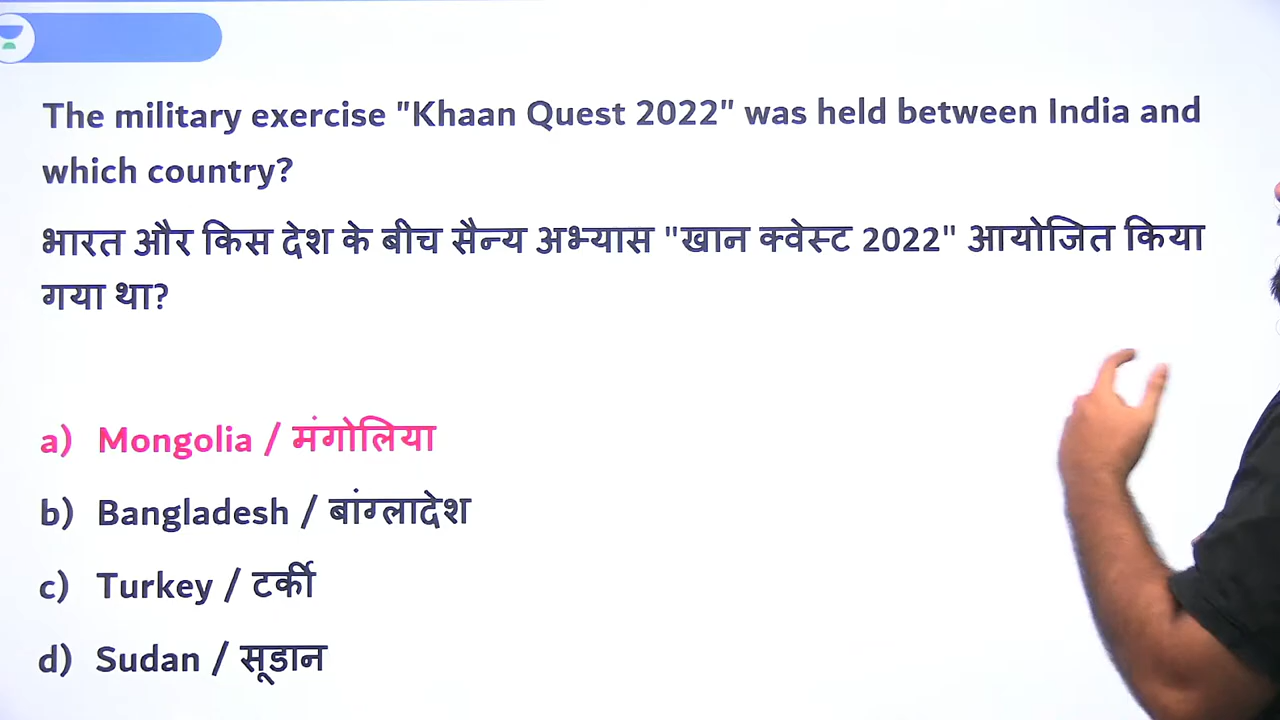 The military exercise "Khaan Quest 2022" was held between India and
which country?
भारत और किस देश के बीच सैन्य अभ्यास "खान क्वेस्ट 2022" आयोजित किया
गया था?
a) Mongolia / मंगोलिया
b) Bangladesh / बांग्लादेश
c) Turkey / टर्की
d) Sudan / सूडान